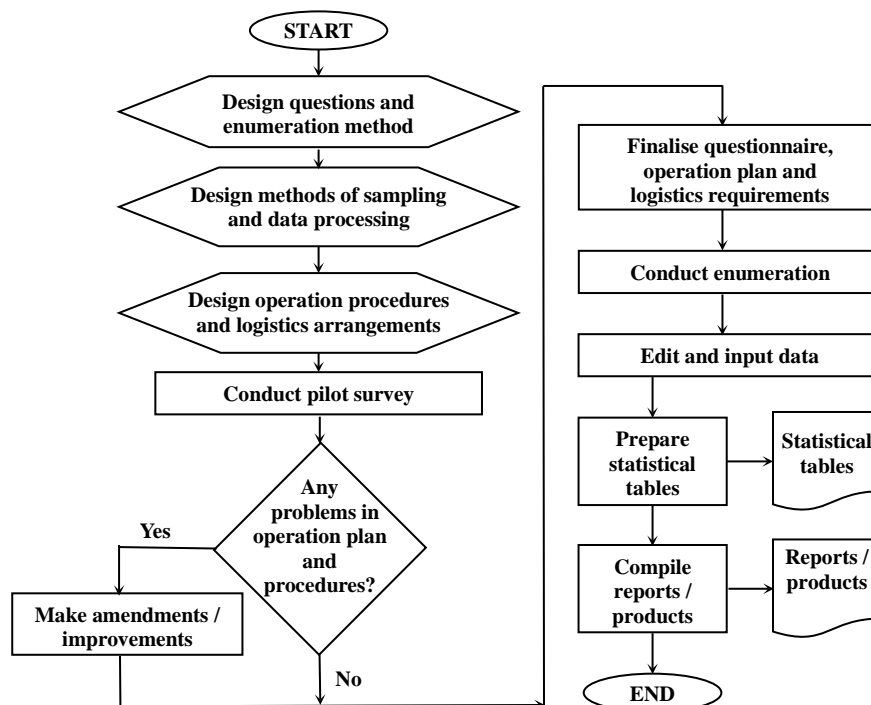 START
Design questions and
enumeration method
Design methods of sampling
and data processing
Design operation procedures
and logistics arrangements
Conduct pilot survey
Any
problems in
operation plan
and
procedures?
Yes
Make amendments /
improvements
No
Finalise questionnaire,
operation plan and
logistics requirements
Conduct enumeration
Edit and input data
Prepare
statistical
tables
Statistical
tables
Compile
reports /
products
Reports /
products
END